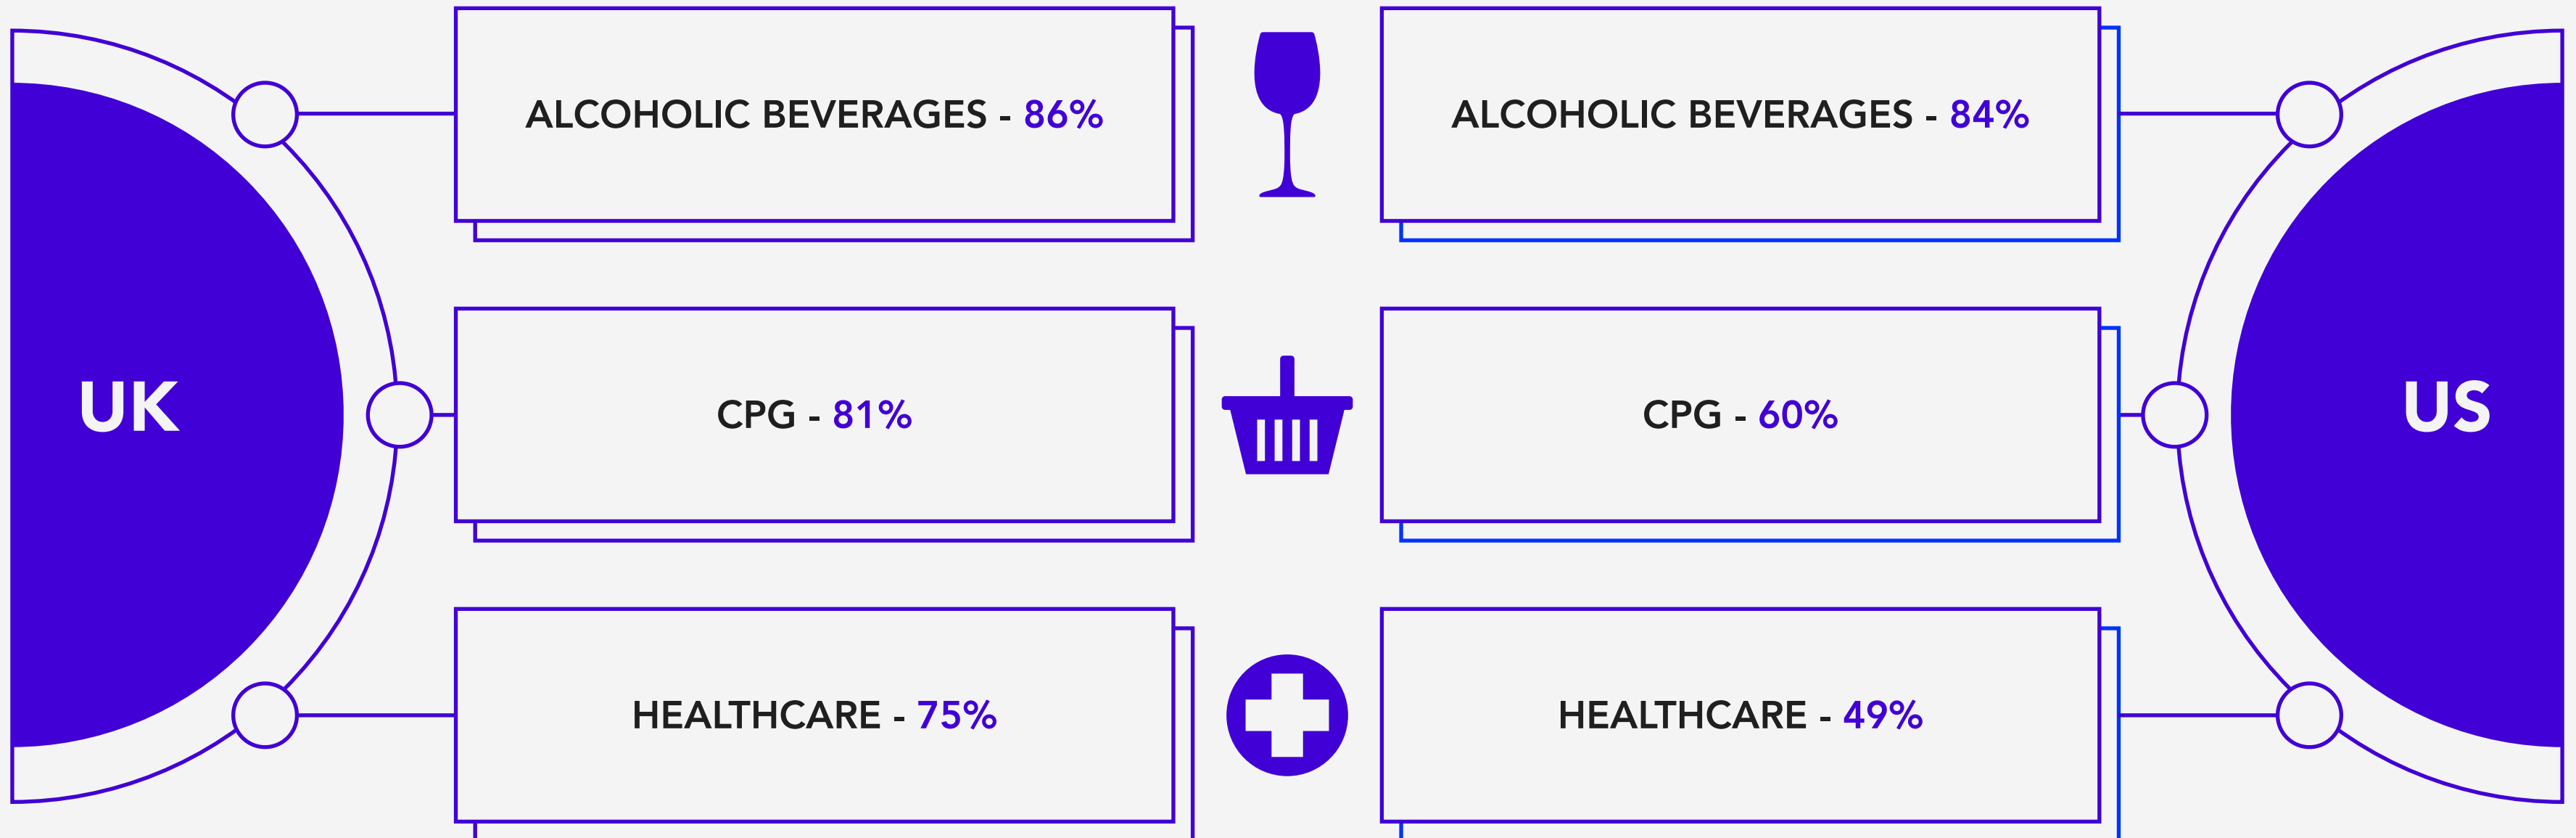 ALCOHOLIC BEVERAGES - 86%
ALCOHOLIC BEVERAGES - 84%
UK
CPG - 81%
CPG - 60%
US
HEALTHCARE - 75%
HEALTHCARE - 49%